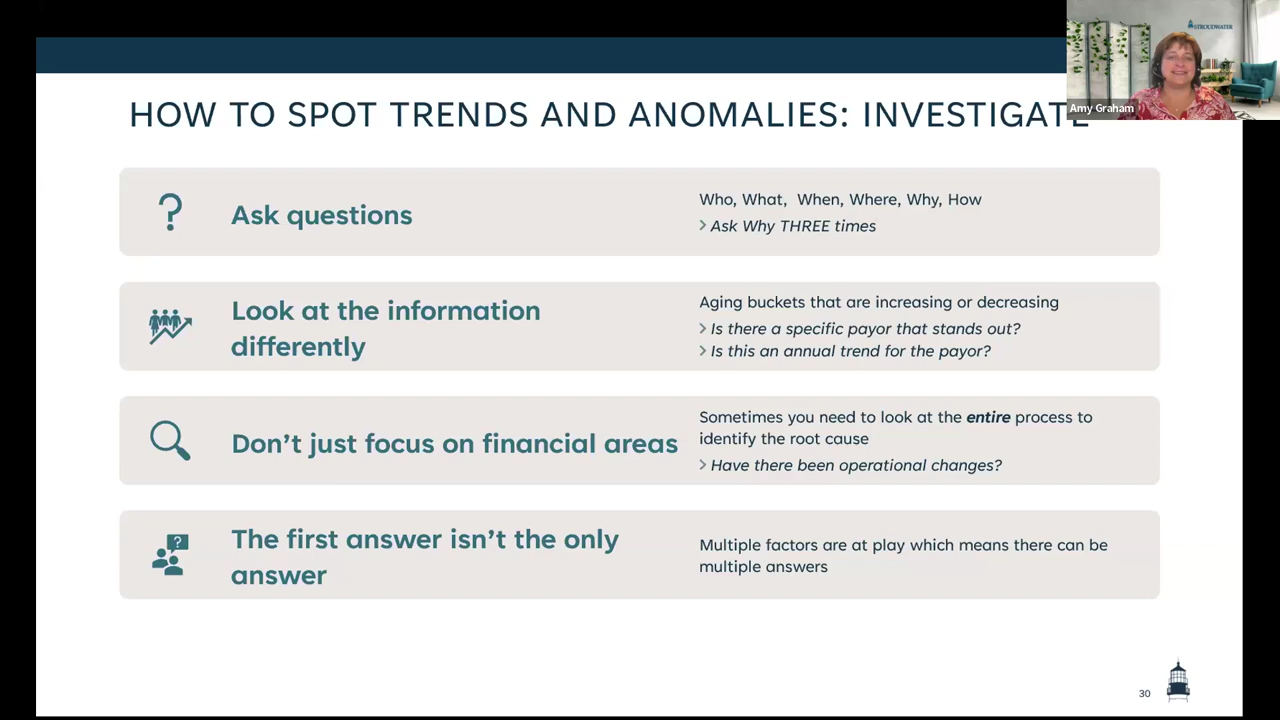 STROUDWATER
Amy Graham
HOW TO SPOT TRENDS AND ANOMALIES: INVESTIGATE
?
Ask questions
Who, What, When, Where, Why, How
> Ask Why THREE times
Look at the information
differently
Aging buckets that are increasing or decreasing
> Is there a specific payor that stands out?
> Is this an annual trend for the payor?
Don't just focus on financial areas
Sometimes you need to look at the entire process to
identify the root cause
> Have there been operational changes?
?
The first answer isn't the only
answer
Multiple factors are at play which means there can be
multiple answers
30